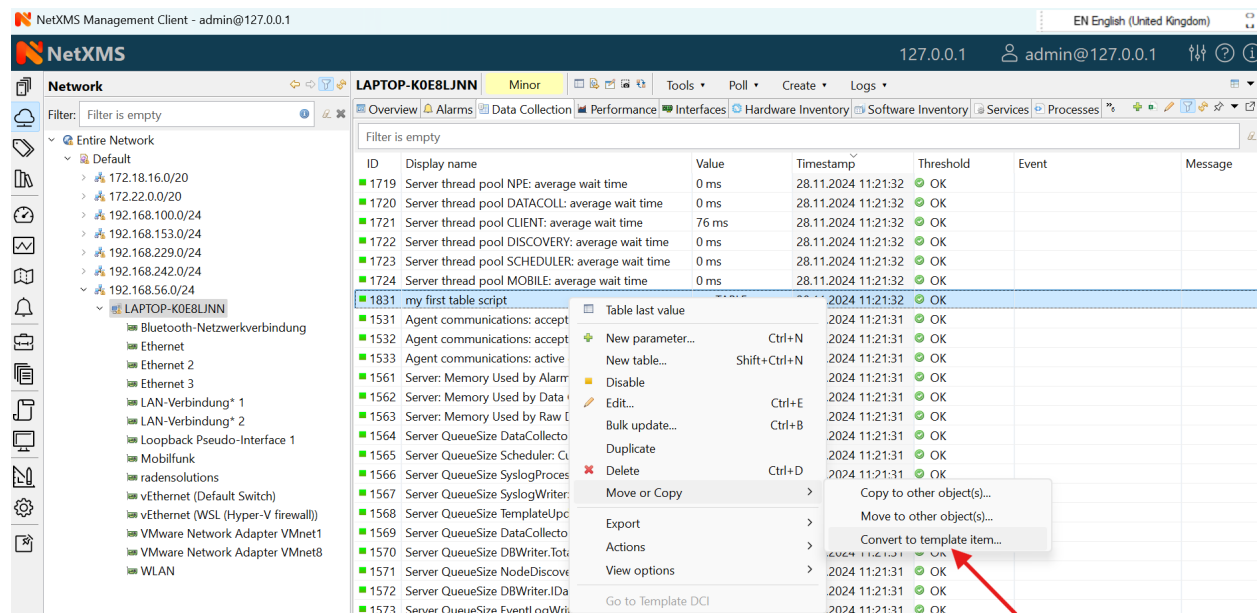 NetXMS Management Client - admin@127.0.0.1
EN English (United Kingdom)
NetXMS
127.0.0.1 admin@127.0.0.1
Network
LAPTOP-K0E8LJNN Minor Tools Poll Create Logs
Filter: Filter is empty
Overview Alarms Data Collection Performance Interfaces Hardware Inventory Software Inventory Services Processes
Filter is empty
Entire Network
Default
172.18.16.0/20
172.22.0.0/20
192.168.100.0/24
192.168.153.0/24
192.168.229.0/24
192.168.242.0/24
192.168.56.0/24
LAPTOP-K0E8LJNN
Bluetooth-Netzwerkverbindung
Ethernet
Ethernet 2
Ethernet 3
LAN-Verbindung* 1
LAN-Verbindung* 2
Loopback Pseudo-Interface 1
Mobilfunk
radensolutions
vEthernet (Default Switch)
vEthernet (WSL (Hyper-V firewall))
VMware Network Adapter VMnet1
VMware Network Adapter VMnet8
WLAN
ID Display name Value Timestamp Threshold Event Message
1719 Server thread pool NPE: average wait time 0 ms 28.11.2024 11:21:32 OK
1720 Server thread pool DATACOLL: average wait time 0 ms 28.11.2024 11:21:32 OK
1721 Server thread pool CLIENT: average wait time 76 ms 28.11.2024 11:21:32 OK
1722 Server thread pool DISCOVERY: average wait time 0 ms 28.11.2024 11:21:32 OK
1723 Server thread pool SCHEDULER: average wait time 0 ms 28.11.2024 11:21:32 OK
1724 Server thread pool MOBILE: average wait time 0 ms 28.11.2024 11:21:32 OK
1831 my first table script .2024 11:21:32 OK
1531 Agent communications: accept .2024 11:21:31 OK
1532 Agent communications: accept .2024 11:21:31 OK
1533 Agent communications: active .2024 11:21:31 OK
1561 Server: Memory Used by Alarm .2024 11:21:31 OK
1562 Server: Memory Used by Data .2024 11:21:31 OK
1563 Server: Memory Used by Raw .2024 11:21:31 OK
1564 Server QueueSize DataCollecto .2024 11:21:31 OK
1565 Server QueueSize Scheduler: Cu .2024 11:21:31 OK
1566 Server QueueSize SyslogProces .2024 11:21:31 OK
1567 Server QueueSize SyslogWriter:
1568 Server QueueSize TemplateUpd
1569 Server QueueSize DataCollecto
1570 Server QueueSize DBWriter.Tota .2024 11:21:31 OK
1571 Server QueueSize NodeDiscove .2024 11:21:31 OK
1572 Server QueueSize DBWriter.IDa .2024 11:21:31 OK
1573 Server QueueSize EventLogWri .2024 11:21:31 OK
Table last value
New parameter... Ctrl+N
New table... Shift+Ctrl+N
Disable
Edit... Ctrl+E
Bulk update... Ctrl+B
Duplicate
Delete Ctrl+D
Move or Copy
Export
Actions
View options
Go to Template DCI
Copy to other object(s)...
Move to other object(s)...
Convert to template item...